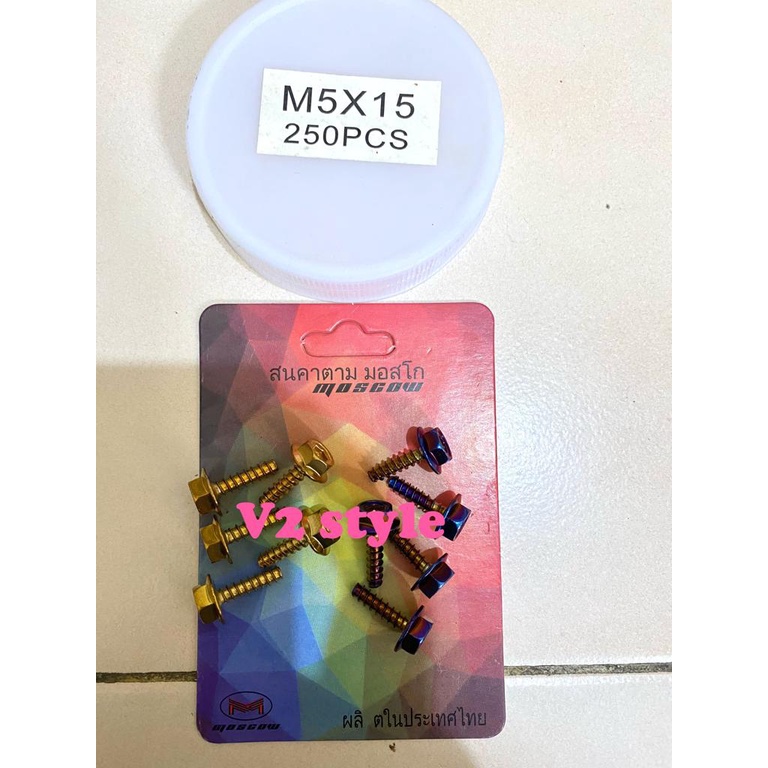 M5X15
250PCS
สนคาตาม มอสโก
MOSCOW
V2 style
MOSCOW
ผลิ ตในประเทศไทย